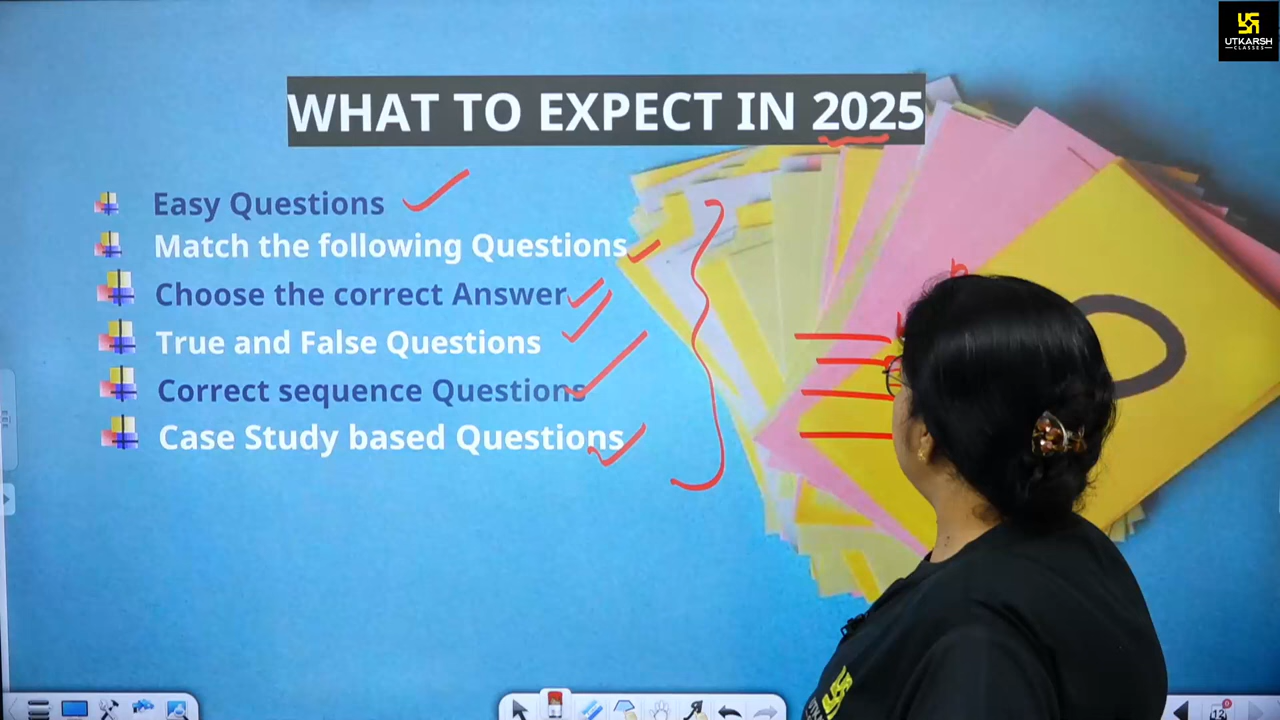 UTKARSH
CLASSES
WHAT TO EXPECT IN 2025
Easy Questions
Match the following Questions
Choose the correct Answer
True and False Questions
Correct sequence Questions
Case Study based Questions
12